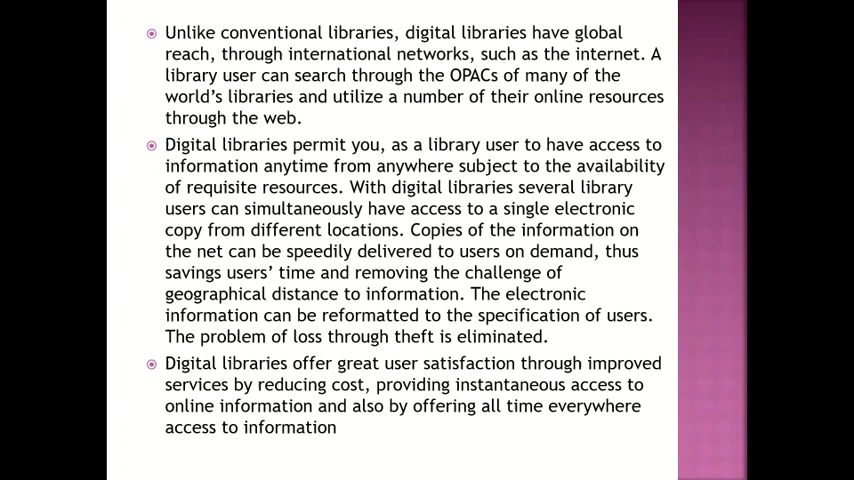 Unlike conventional libraries, digital libraries have global
reach, through international networks, such as the internet. A
library user can search through the OPACs of many of the
world's libraries and utilize a number of their online resources
through the web.
Digital libraries permit you, as a library user to have access to
information anytime from anywhere subject to the availability
of requisite resources. With digital libraries several library
users can simultaneously have access to a single electronic
copy from different locations. Copies of the information on
the net can be speedily delivered to users on demand, thus
savings users' time and removing the challenge of
geographical distance to information. The electronic
information can be reformatted to the specification of users.
The problem of loss through theft is eliminated.
Digital libraries offer great user satisfaction through improved
services by reducing cost, providing instantaneous access to
online information and also by offering all time everywhere
access to information